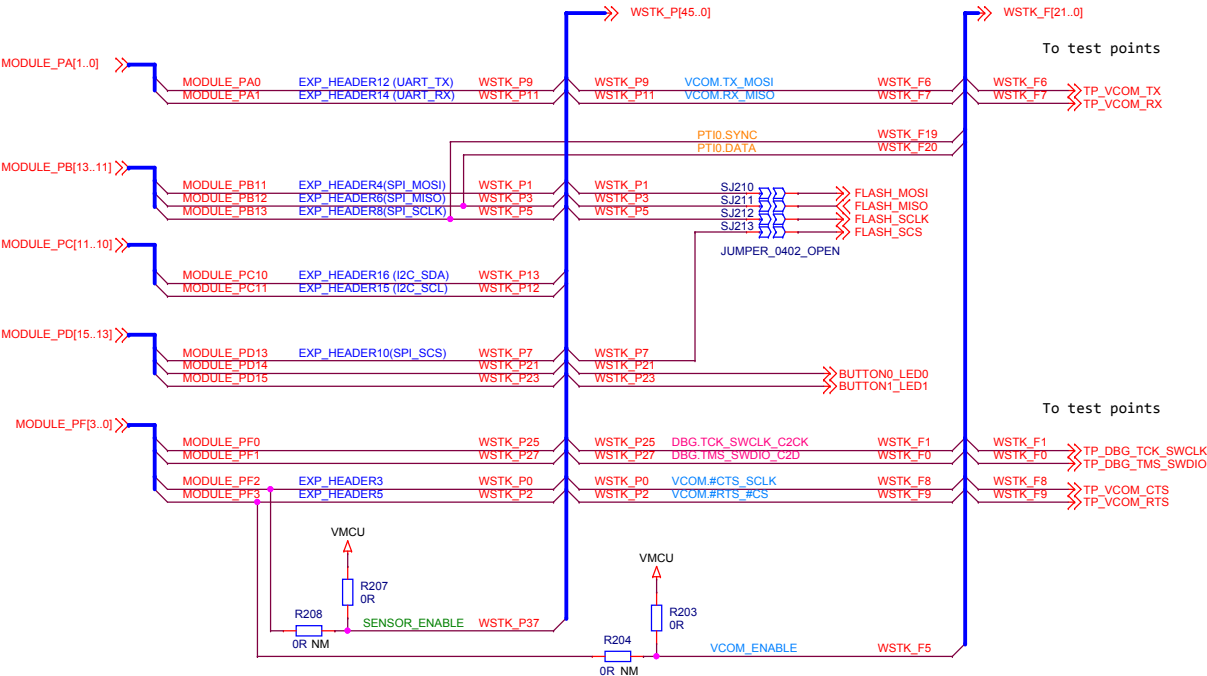 WSTK_P[45..0] WSTK_F[21..0]
To test points
MODULE_PA[1..0]
MODULE_PA0 EXP_HEADER12 (UART_TX) WSTK_P9 WSTK_P9 VCOM.TX_MOSI WSTK_F6 WSTK_F6 TP_VCOM_TX
MODULE_PA1 EXP_HEADER14 (UART_RX) WSTK_P11 WSTK_P11 VCOM.RX_MISO WSTK_F7 WSTK_F7 TP_VCOM_RX
PTI0.SYNC WSTK_F19
PTI0.DATA WSTK_F20
MODULE_PB[13..11]
MODULE_PB11 EXP_HEADER4(SPI_MOSI) WSTK_P1 WSTK_P1 SJ210 FLASH_MOSI
MODULE_PB12 EXP_HEADER6(SPI_MISO) WSTK_P3 WSTK_P3 SJ211 FLASH_MISO
MODULE_PB13 EXP_HEADER8(SPI_SCLK) WSTK_P5 WSTK_P5 SJ212 FLASH_SCLK
SJ213 FLASH_SCS
JUMPER_0402_OPEN
MODULE_PC[11..10]
MODULE_PC10 EXP_HEADER16 (I2C_SDA) WSTK_P13
MODULE_PC11 EXP_HEADER15 (I2C_SCL) WSTK_P12
MODULE_PD[15..13]
MODULE_PD13 EXP_HEADER10(SPI_SCS) WSTK_P7 WSTK_P7
MODULE_PD14 WSTK_P21 WSTK_P21 BUTTON0_LED0
MODULE_PD15 WSTK_P23 WSTK_P23 BUTTON1_LED1
To test points
MODULE_PF[3..0]
MODULE_PF0 WSTK_P25 WSTK_P25 DBG.TCK_SWCLK_C2CK WSTK_F1 WSTK_F1 TP_DBG_TCK_SWCLK
MODULE_PF1 WSTK_P27 WSTK_P27 DBG.TMS_SWDIO_C2D WSTK_F0 WSTK_F0 TP_DBG_TMS_SWDIO
MODULE_PF2 EXP_HEADER3 WSTK_P0 WSTK_P0 VCOM.#CTS_SCLK WSTK_F8 WSTK_F8 TP_VCOM_CTS
MODULE_PF3 EXP_HEADER5 WSTK_P2 WSTK_P2 VCOM.#RTS_#CS WSTK_F9 WSTK_F9 TP_VCOM_RTS
VMCU
R207
0R
R208
0R NM
SENSOR_ENABLE WSTK_P37
VMCU
R203
0R
R204
0R NM
VCOM_ENABLE WSTK_F5